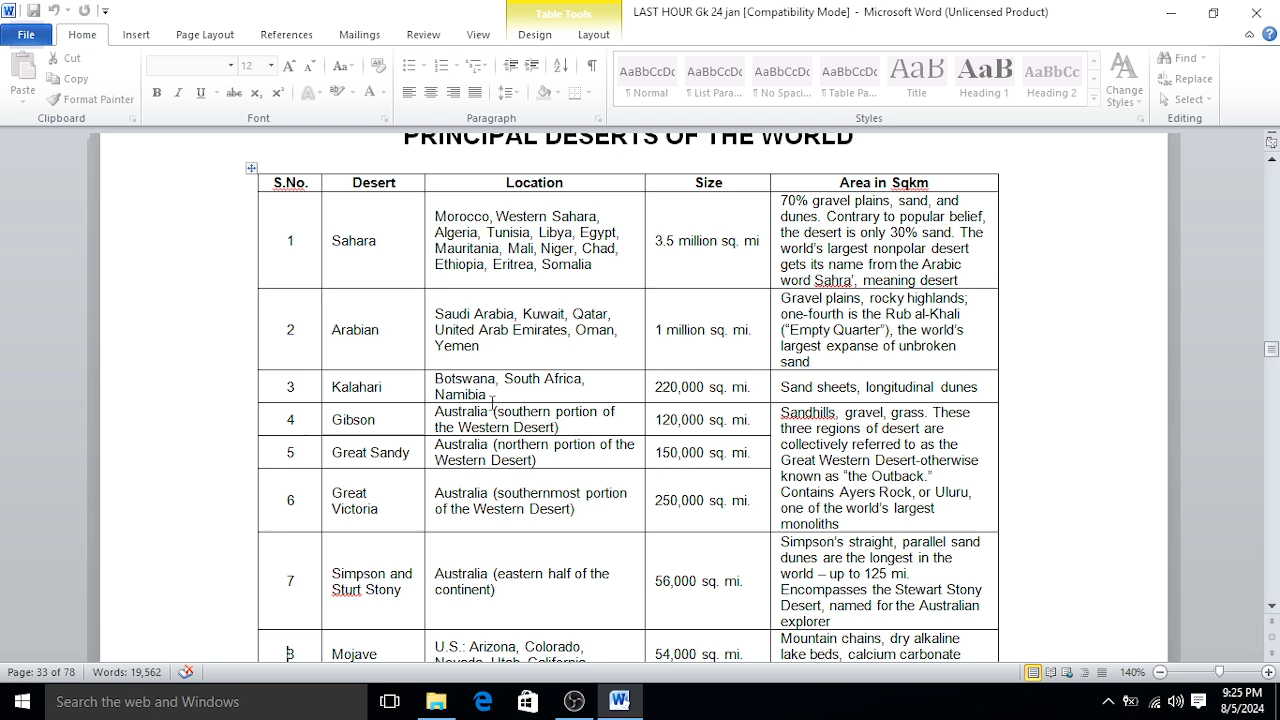 Table Tools
LAST HOUR Gk 24 jan [Compatibility Mode] - Microsoft Word (Unlicensed Product)
File Home Insert Page Layout References Mailings Review View Design Layout
Paste
Cut
Copy
Format Painter
12
Aa
B I U abc x₂ x² A A
AaBbCcDc AaBbCcDc AaBbCcDc AaBbCcDc AaB AaB AaBbCc
¶ Normal ¶ List Para... ¶ No Spaci... ¶ Table Pa... Title Heading 1 Heading 2
Change
Styles
Find
Replace
Select
Clipboard Font Paragraph Styles Editing
PRINCIPAL DESERTS OF THE WORLD
S.No. Desert Location Size Area in Sqkm
1
Sahara
Morocco, Western Sahara,
Algeria, Tunisia, Libya, Egypt,
Mauritania, Mali, Niger, Chad,
Ethiopia, Eritrea, Somalia
3.5 million sq. mi
70% gravel plains, sand, and
dunes. Contrary to popular belief,
the desert is only 30% sand. The
world's largest nonpolar desert
gets its name from the Arabic
word Sahra', meaning desert
2
Arabian
Saudi Arabia, Kuwait, Qatar,
United Arab Emirates, Oman,
Yemen
1 million sq. mi.
Gravel plains, rocky highlands;
one-fourth is the Rub al-Khali
("Empty Quarter"), the world's
largest expanse of unbroken
sand
3
Kalahari
Botswana, South Africa,
Namibia
220,000 sq. mi.
Sand sheets, longitudinal dunes
4
Gibson
Australia (southern portion of
the Western Desert)
120,000 sq. mi.
Sandhills, gravel, grass. These
three regions of desert are
collectively referred to as the
Great Western Desert-otherwise
known as "the Outback."
Contains Ayers Rock, or Uluru,
one of the world's largest
monoliths
5
Great Sandy
Australia (northern portion of the
Western Desert)
150,000 sq. mi.
6
Great
Victoria
Australia (southernmost portion
of the Western Desert)
250,000 sq. mi.
7
Simpson and
Sturt Stony
Australia (eastern half of the
continent)
56,000 sq. mi.
Simpson's straight, parallel sand
dunes are the longest in the
world – up to 125 mi.
Encompasses the Stewart Stony
Desert, named for the Australian
explorer
8
Mojave
U.S.: Arizona, Colorado,
Nevada, Utah, California
54,000 sq. mi.
Mountain chains, dry alkaline
lake beds, calcium carbonate
Page: 33 of 78 Words: 19,562 140%
Search the web and Windows
9:25 PM
8/5/2024